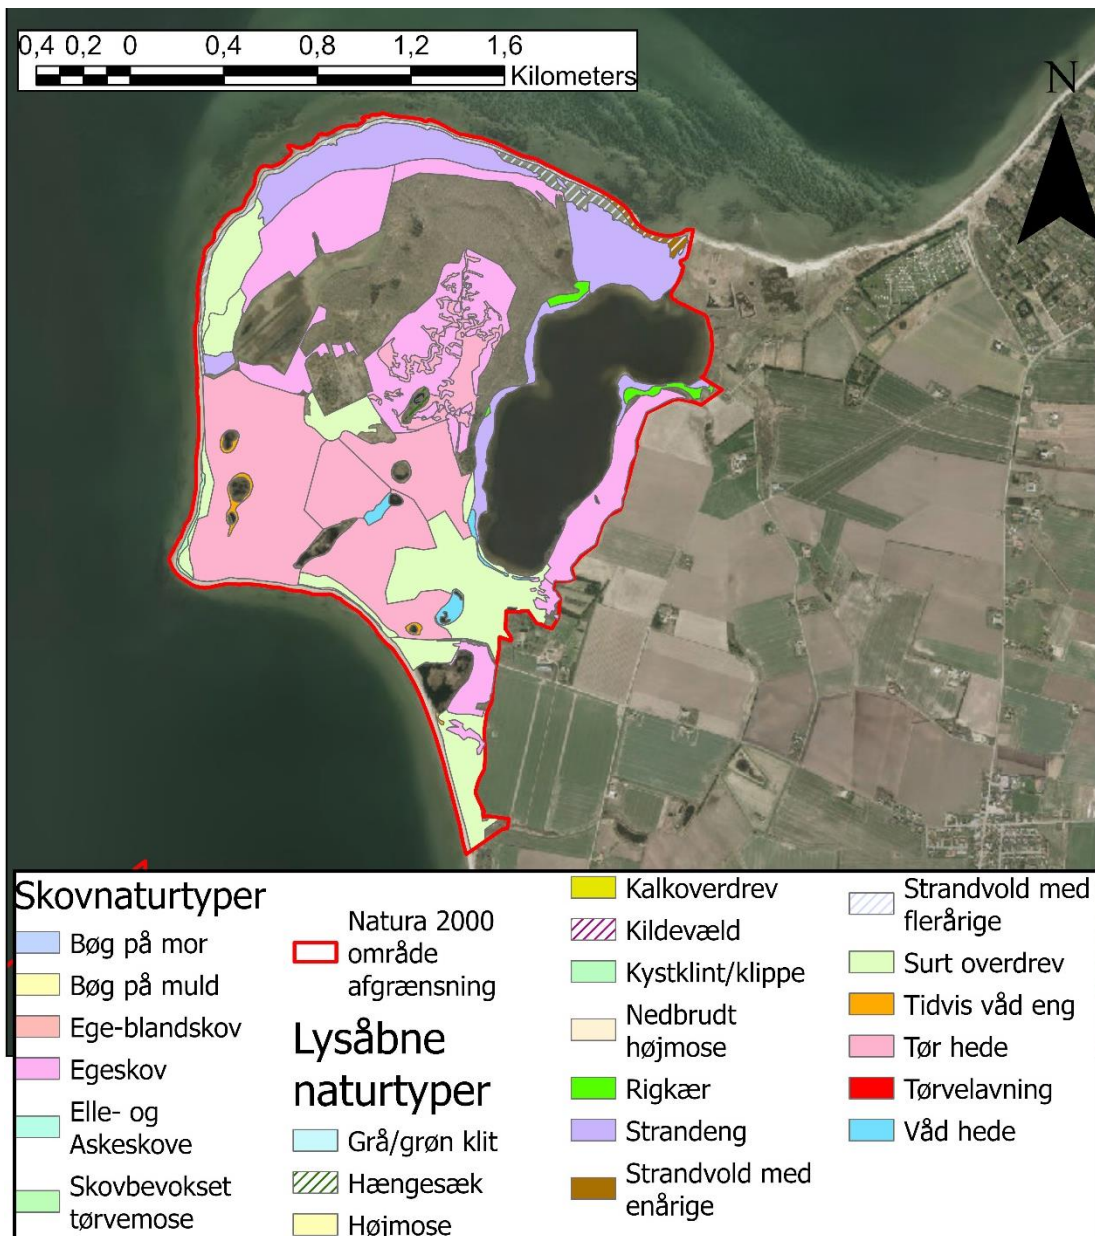 0,4 0,2 0 0,4 0,8 1,2 1,6
Kilometers
N
Skovnaturtyper
Bøg på mor
Bøg på muld
Ege-blandskov
Egeskov
Elle- og
Askeskove
Skovbevokset
tørvemose
Natura 2000
område
afgrænsning
Lysåbne
naturtyper
Grå/grøn klit
Hængesæk
Højmose
Kalkoverdrev
Kildevæld
Kystklint/klippe
Nedbrudt
højmose
Rigkær
Strandeng
Strandvold med
enårige
Strandvold med
flerårige
Surt overdrev
Tidvis våd eng
Tør hede
Tørvelavning
Våd hede